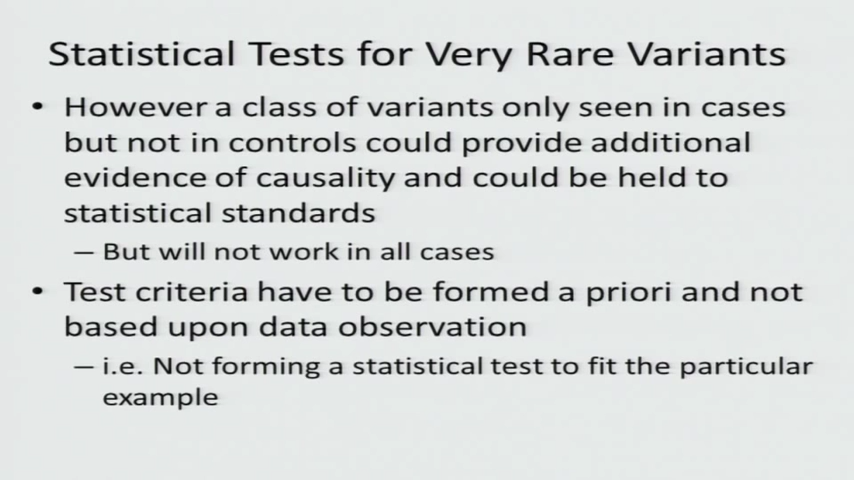 Statistical Tests for Very Rare Variants
• However a class of variants only seen in cases
but not in controls could provide additional
evidence of causality and could be held to
statistical standards
– But will not work in all cases
• Test criteria have to be formed a priori and not
based upon data observation
– i.e. Not forming a statistical test to fit the particular
example